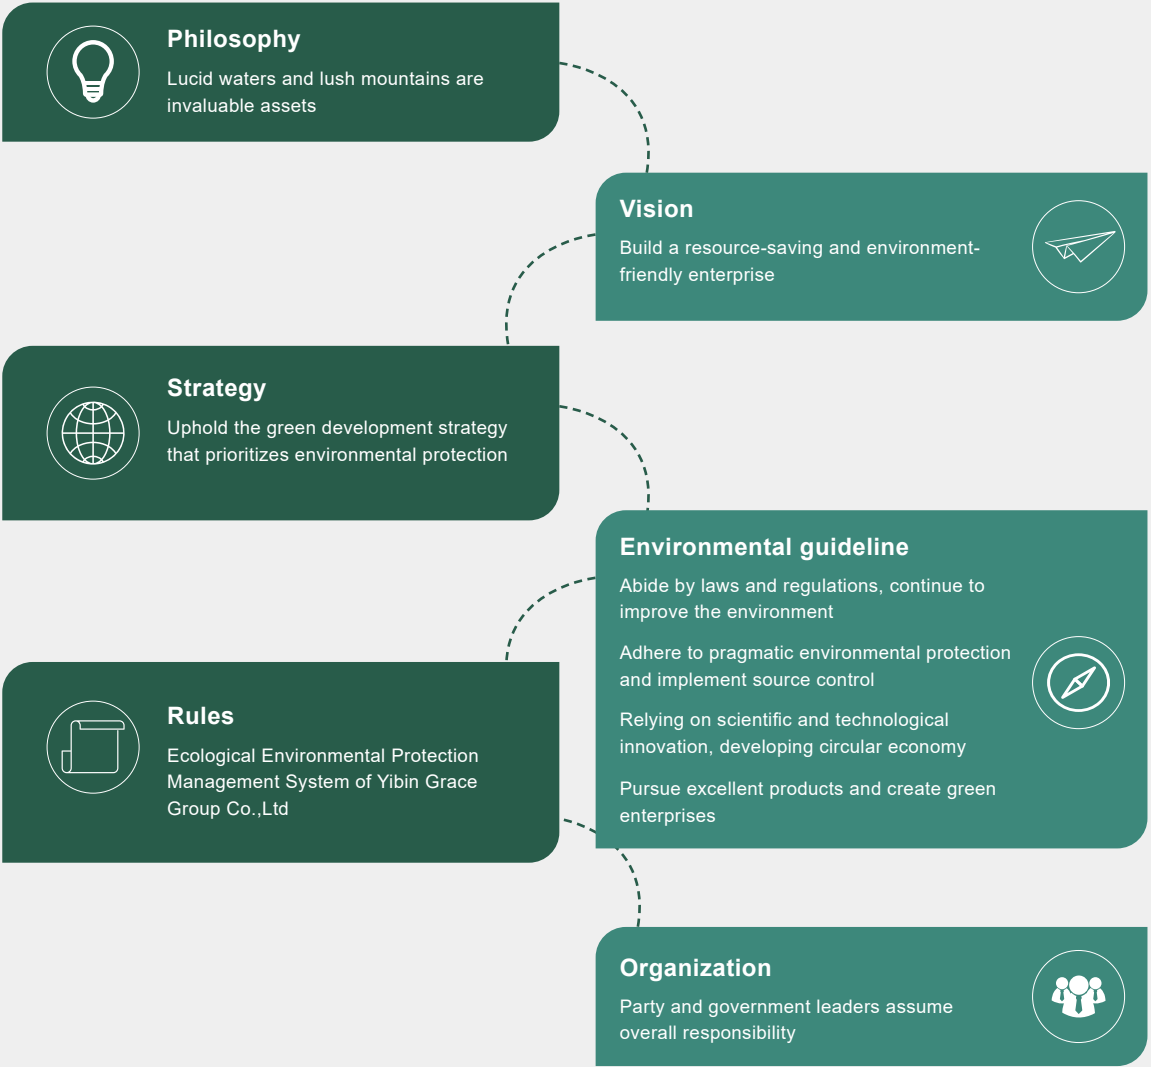 Philosophy
Lucid waters and lush mountains are
invaluable assets
Vision
Build a resource-saving and environment-
friendly enterprise
Strategy
Uphold the green development strategy
that prioritizes environmental protection
Environmental guideline
Abide by laws and regulations, continue to
improve the environment
Adhere to pragmatic environmental protection
and implement source control
Relying on scientific and technological
innovation, developing circular economy
Pursue excellent products and create green
enterprises
Rules
Ecological Environmental Protection
Management System of Yibin Grace
Group Co.,Ltd
Organization
Party and government leaders assume
overall responsibility